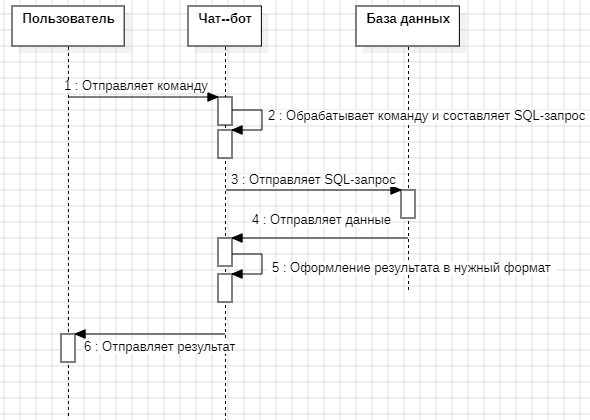 Пользователь
Чат--бот
База данных
1 : Отправляет команду
2 : Обрабатывает команду и составляет SQL-запрос
3 : Отправляет SQL-запрос
4 : Отправляет данные
5 : Оформление результата в нужный формат
6 : Отправляет результат